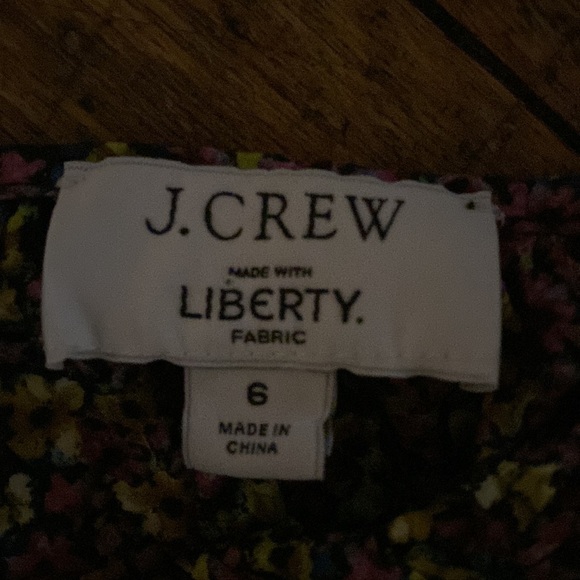 J.CREW
MADE WITH
LIBERTY.
FABRIC
6
MADE IN
CHINA